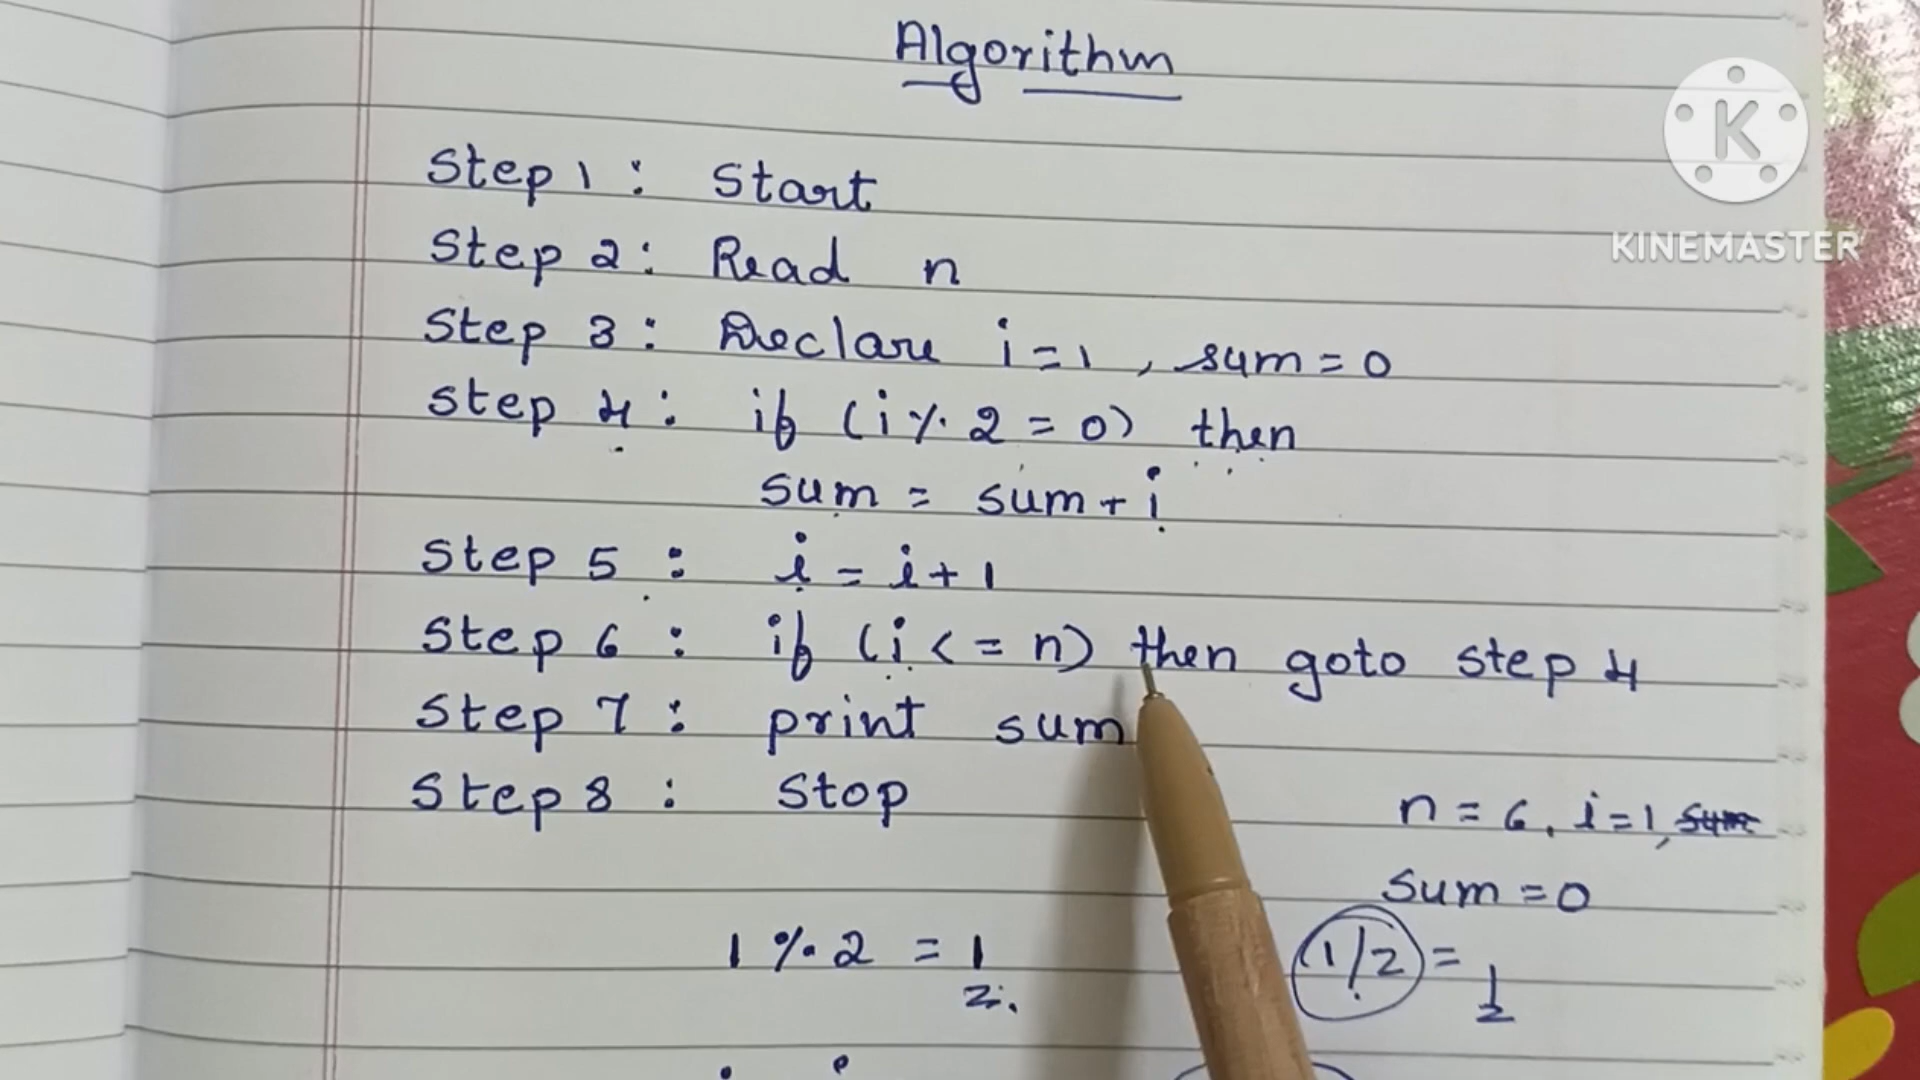 Algorithm
Step 1 : Start
Step 2 : Read n
Step 3 : Declare i = 1 , sum = 0
Step 4 : if (i % 2 = 0) then
sum = sum + i
Step 5 : i = i + 1
Step 6 : if (i < = n) then goto step 4
Step 7 : print sum
Step 8 : Stop
n = 6, i = 1,
sum = 0
1 % 2 = 1
2.
1/2 = 1/2
K
KINEMASTER